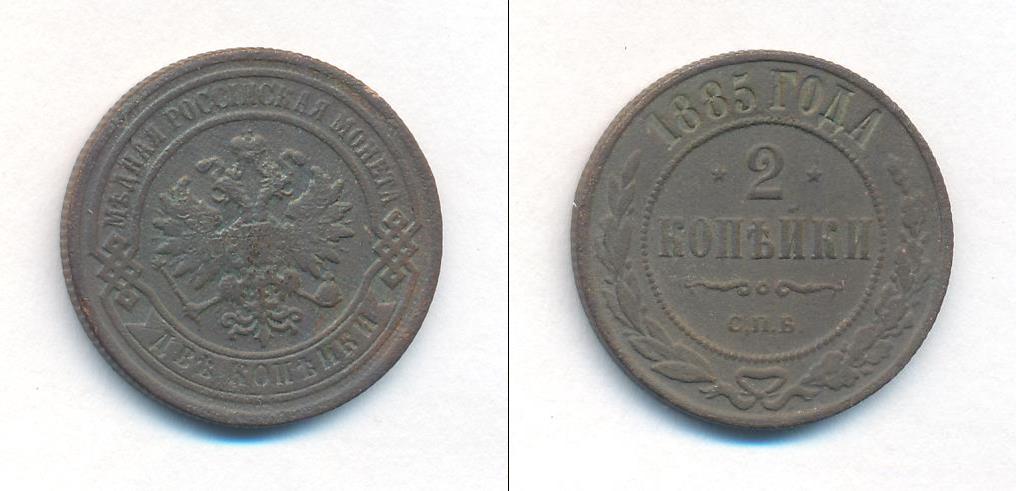 МѢДНАЯ РОССІЙСКАЯ МОНЕТА
ДВѢ КОПѢЙКИ
1885 ГОДА
2
КОПѢЙКИ
С.П.Б.